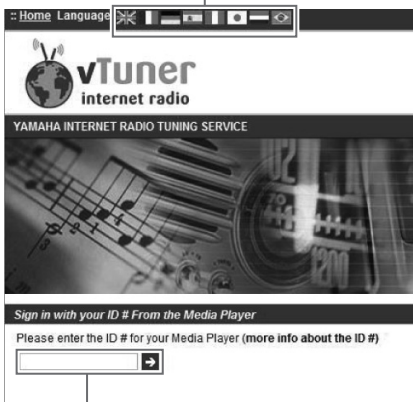 :: Home Language
vTuner
internet radio
YAMAHA INTERNET RADIO TUNING SERVICE
Sign in with your ID # From the Media Player
Please enter the ID # for your Media Player (more info about the ID #)